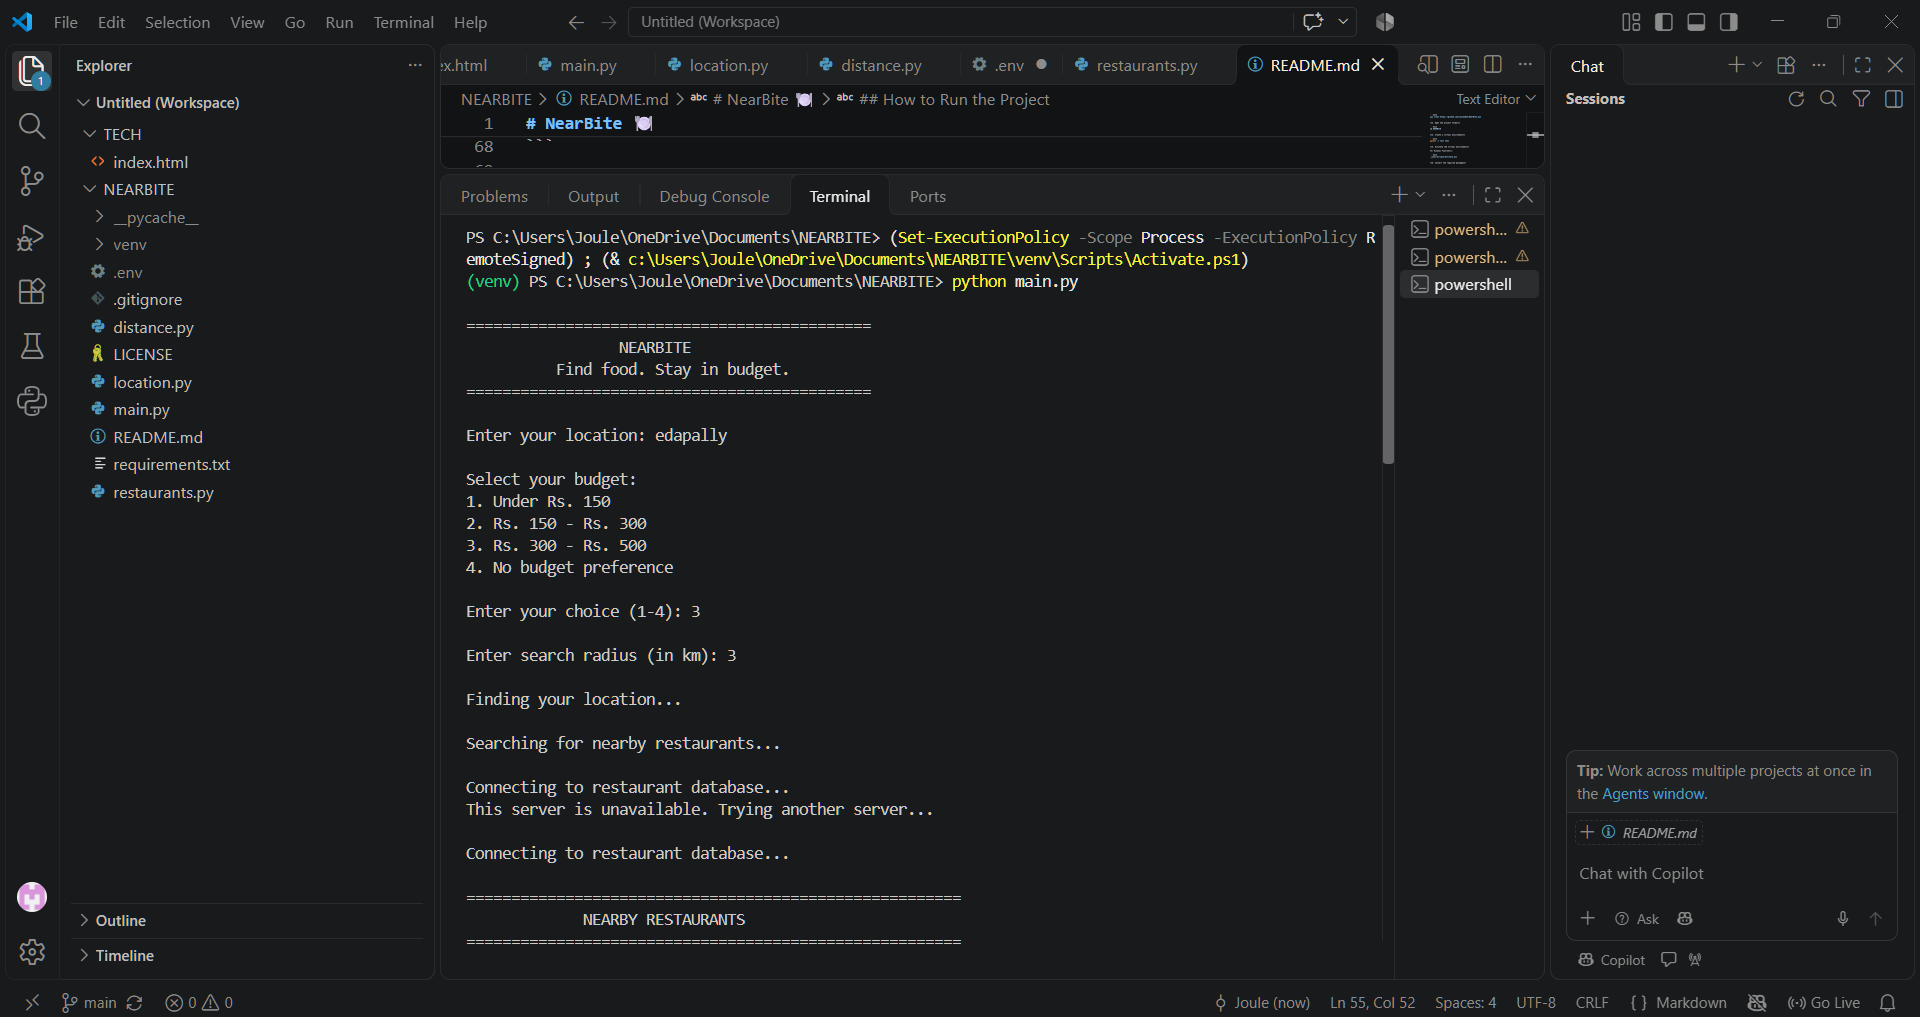 File Edit Selection View Go Run Terminal Help
Untitled (Workspace)
Explorer
1
Untitled (Workspace)
TECH
index.html
NEARBITE
__pycache__
venv
.env
.gitignore
distance.py
LICENSE
location.py
main.py
README.md
requirements.txt
restaurants.py
Outline
Timeline
ex.html main.py location.py distance.py .env restaurants.py README.md
NEARBITE > README.md > abc # NearBite 🍽️ > abc ## How to Run the Project
Text Editor
1 # NearBite 🍽️
68 ```
Problems Output Debug Console Terminal Ports
PS C:\Users\Joule\OneDrive\Documents\NEARBITE> (Set-ExecutionPolicy -Scope Process -ExecutionPolicy R
emoteSigned) ; (& c:\Users\Joule\OneDrive\Documents\NEARBITE\venv\Scripts\Activate.ps1)
(venv) PS C:\Users\Joule\OneDrive\Documents\NEARBITE> python main.py
=============================================
NEARBITE
Find food. Stay in budget.
=============================================
Enter your location: edapally
Select your budget:
1. Under Rs. 150
2. Rs. 150 - Rs. 300
3. Rs. 300 - Rs. 500
4. No budget preference
Enter your choice (1-4): 3
Enter search radius (in km): 3
Finding your location...
Searching for nearby restaurants...
Connecting to restaurant database...
This server is unavailable. Trying another server...
Connecting to restaurant database...
=======================================================
NEARBY RESTAURANTS
=======================================================
powersh...
powersh...
powershell
Chat
Sessions
Tip: Work across multiple projects at once in
the Agents window.
README.md
Chat with Copilot
Ask
Copilot
main 0 0 Joule (now) Ln 55, Col 52 Spaces: 4 UTF-8 CRLF {} Markdown Go Live